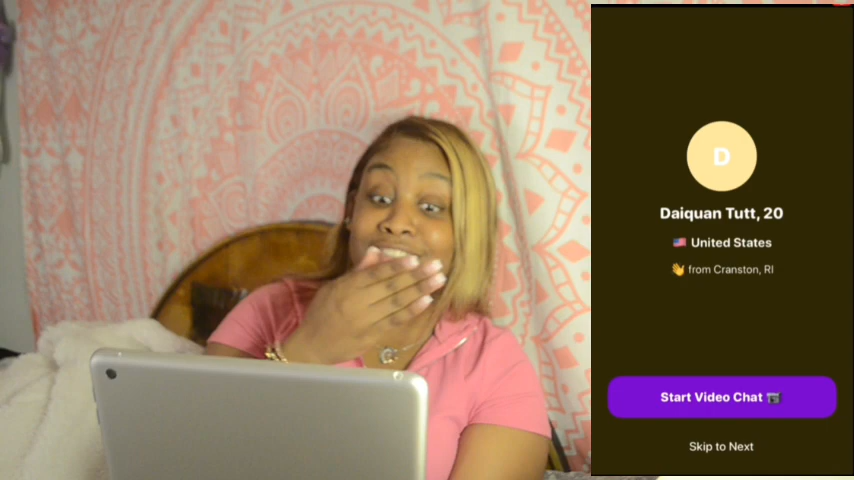 D
Daiquan Tutt, 20
🇺🇸 United States
👋 from Cranston, RI
Start Video Chat 📹
Skip to Next